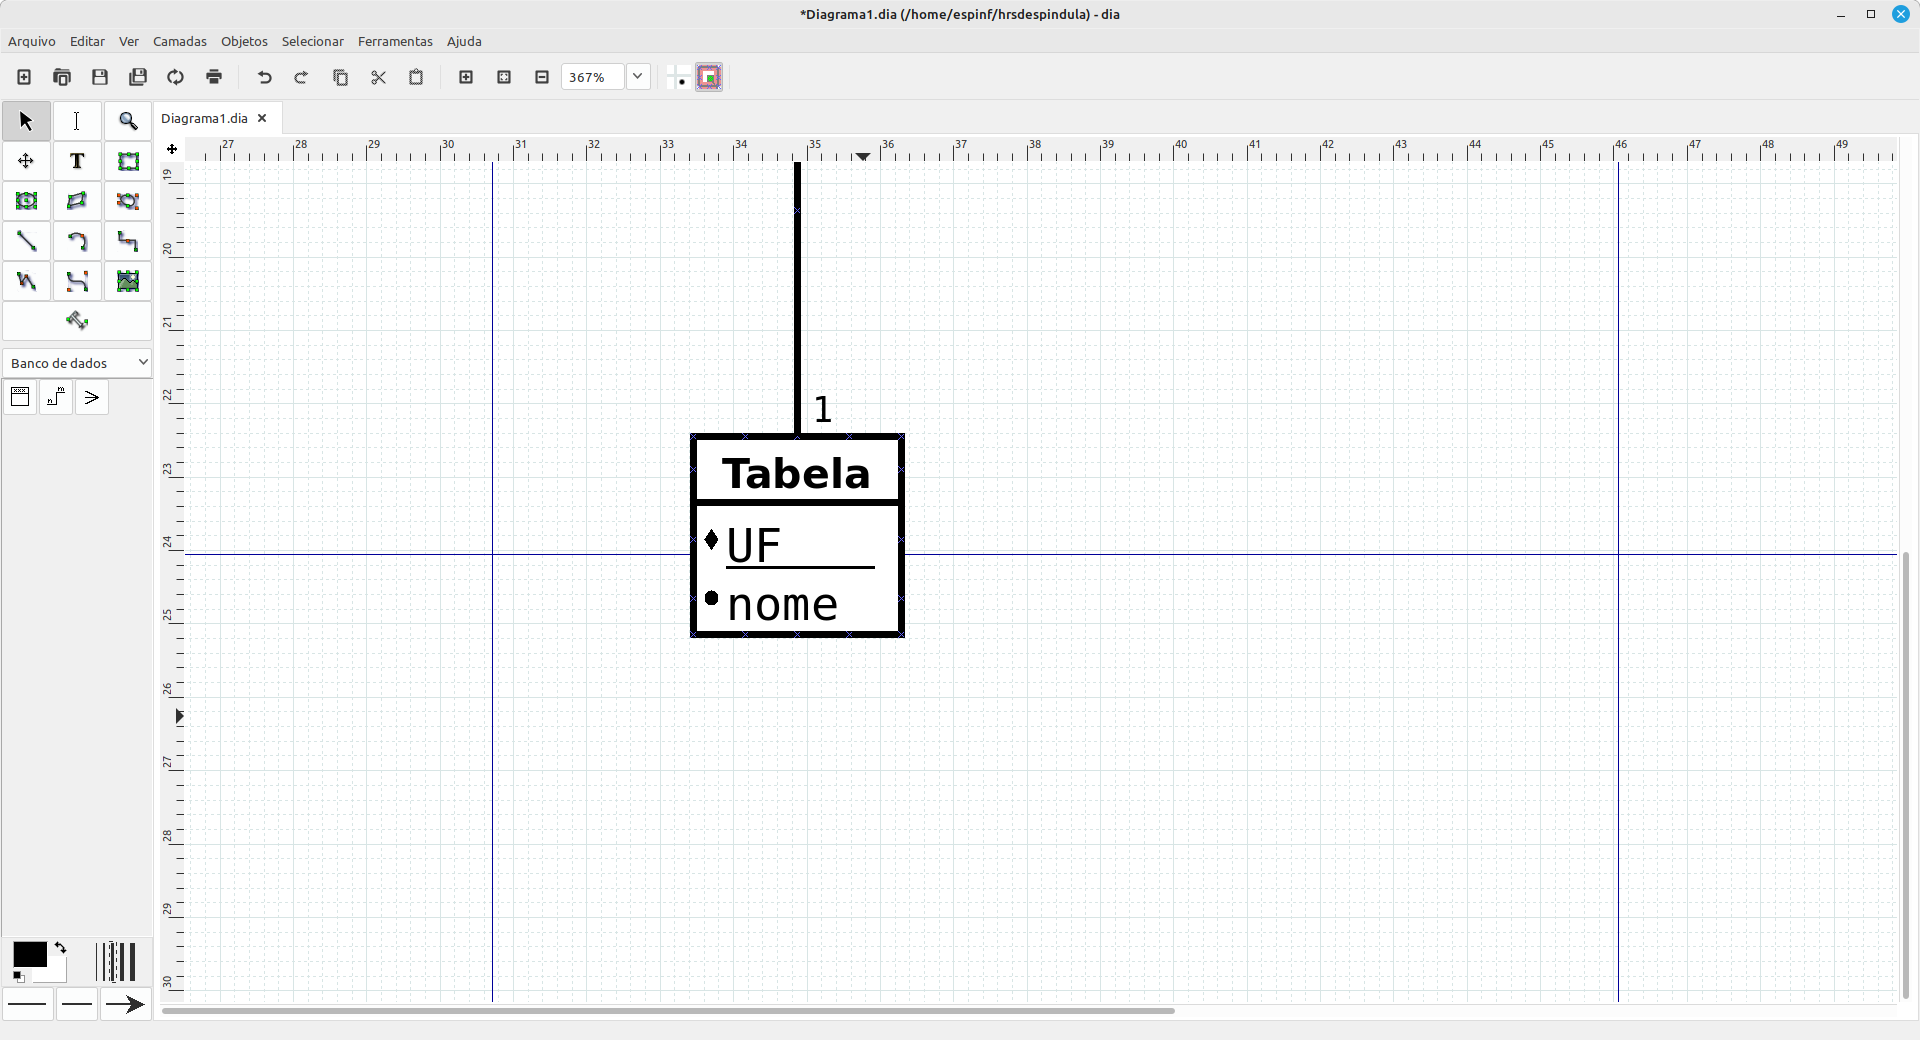 *Diagrama1.dia (/home/espinf/hrsdespindula) - dia
Arquivo Editar Ver Camadas Objetos Selecionar Ferramentas Ajuda
367%
Diagrama1.dia
27 28 29 30 31 32 33 34 35 36 37 38 39 40 41 42 43 44 45 46 47 48 49
19
20
21
22
23
24
25
26
27
28
29
30
Banco de dados
1
Tabela
UF
nome